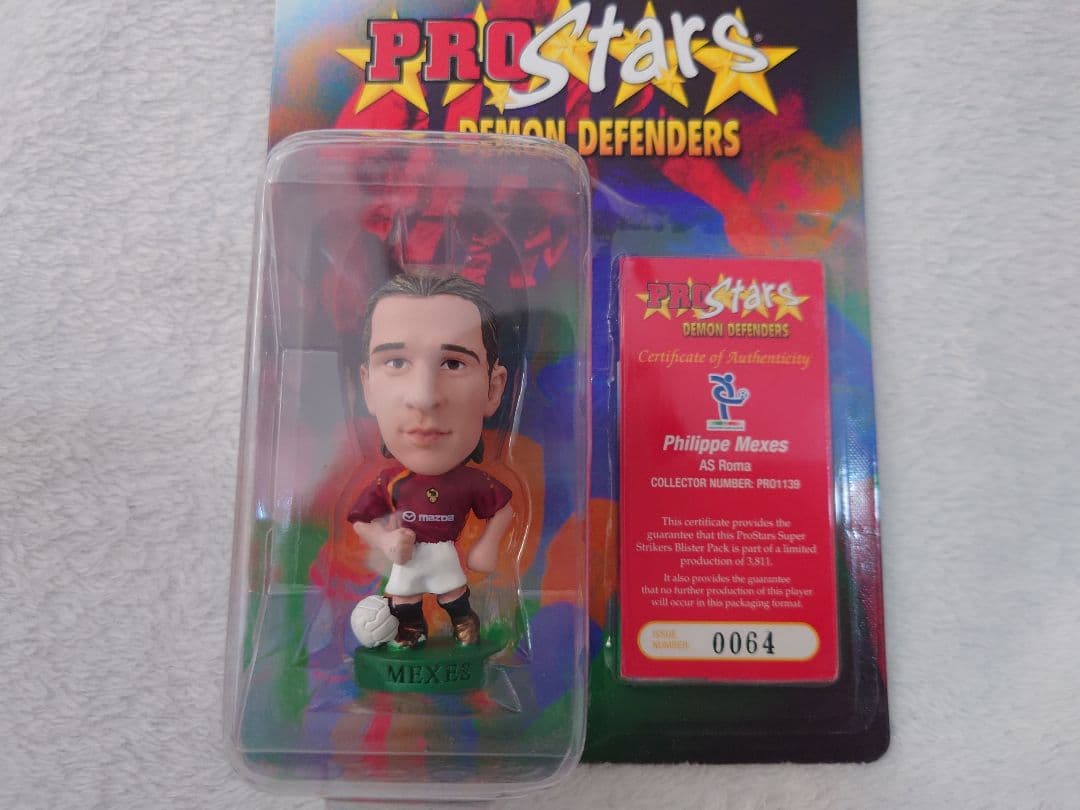 PROStars
DEMON DEFENDERS
mazda
MEXES
PROStars
DEMON DEFENDERS
Certificate of Authenticity
Philippe Mexes
AS Roma
COLLECTOR NUMBER: PRO1139
This certificate provides the
guarantee that this ProStars Super
Strikers Blister Pack is part of a limited
production of 3,811.
It also provides the guarantee
that no further production of this player
will occur in this packaging format.
ISSUE
NUMBER:
0064